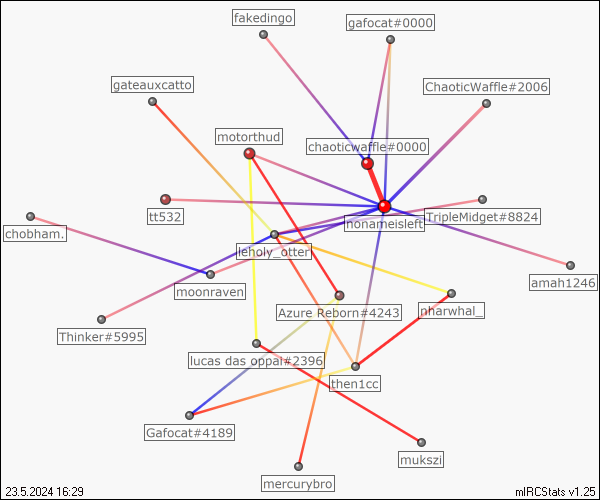 fakedingo
gafocat#0000
gateauxcatto
ChaoticWaffle#2006
motorthud
chaoticwaffle#0000
tt532
nonameisleft
TripleMidget#8824
chobham.
leholy_otter
moonraven
amah1246
Azure Reborn#4243
nharwhal_
Thinker#5995
lucas das oppai#2396
then1cc
Gafocat#4189
mukszi
mercurybro
23.5.2024 16:29
mIRCStats v1.25